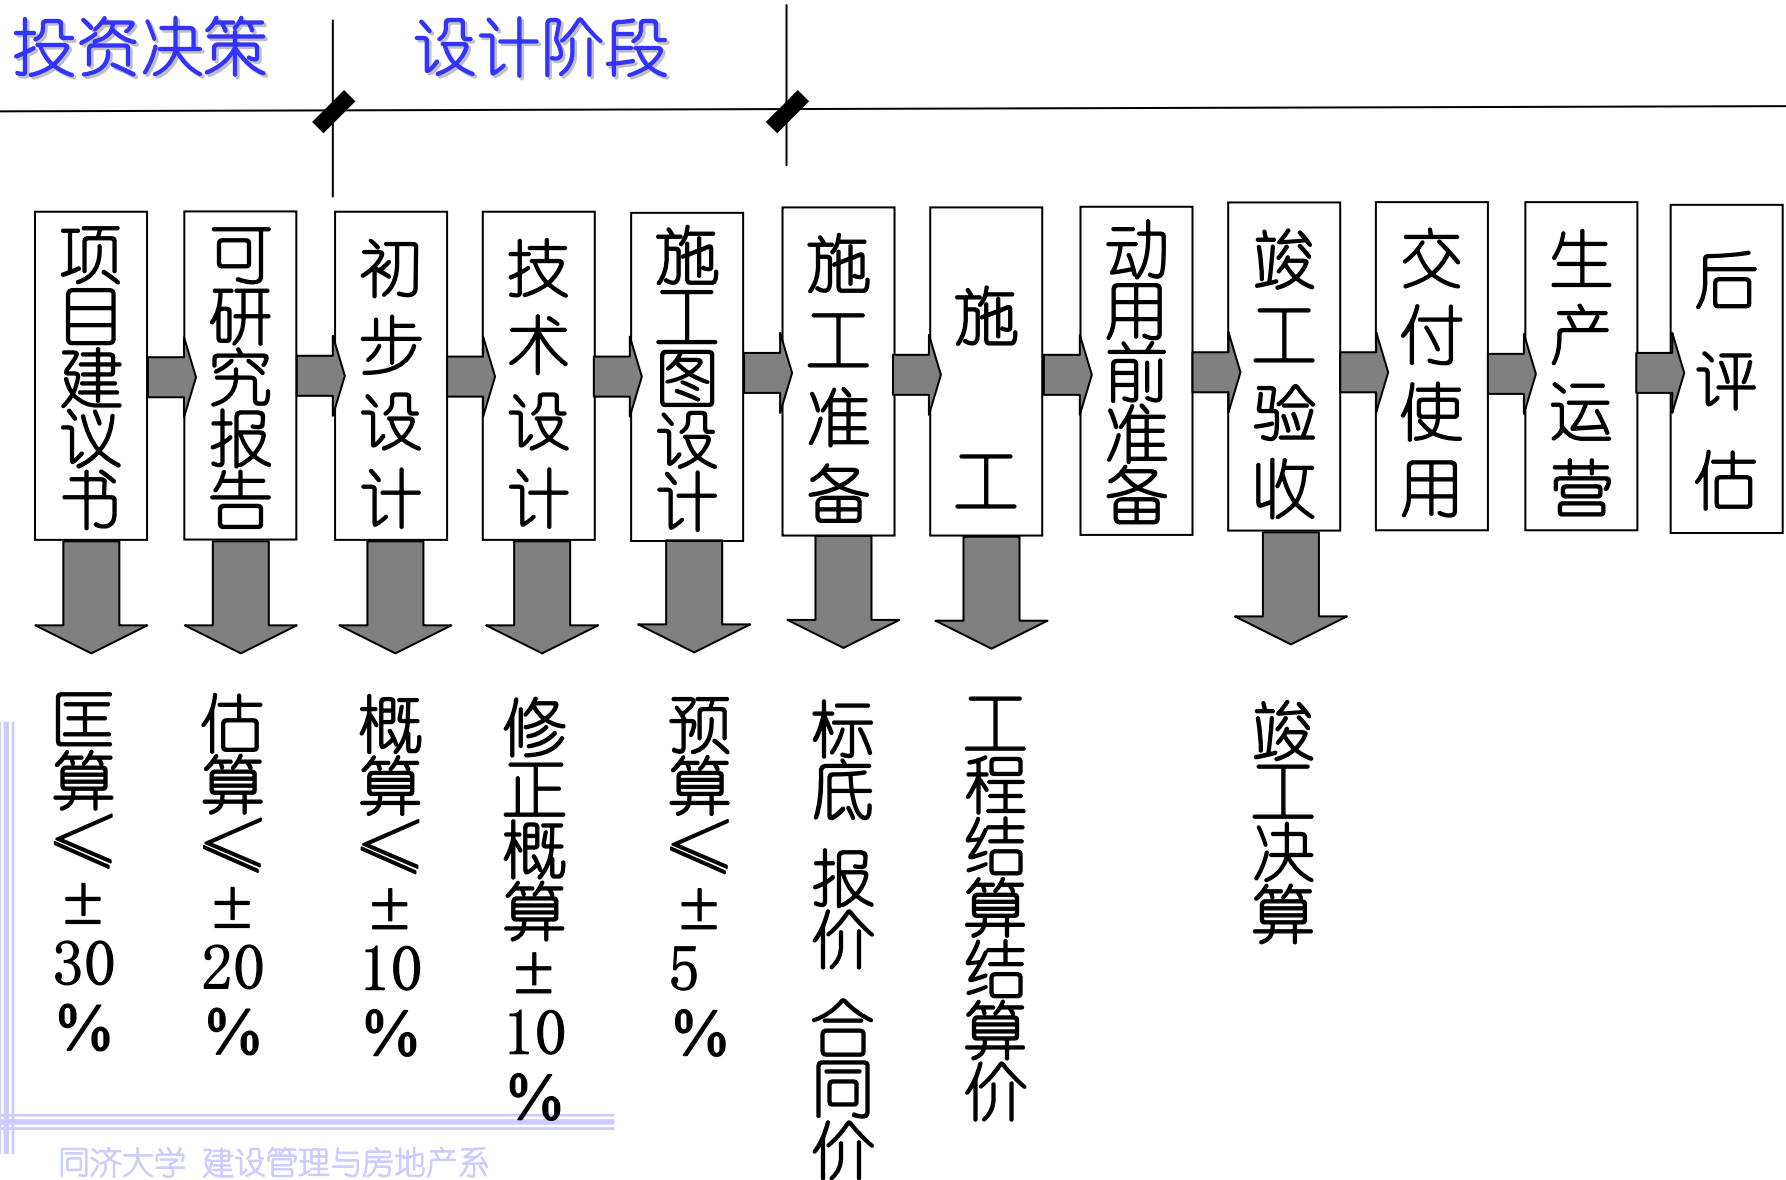 投资决策
设计阶段
项目建议书
可研究报告
初步设计
技术设计
施工图设计
施工准备
施工
动用前准备
竣工验收
交付使用
生产运营
后评估
匡算<±30%
估算<±20%
概算<±10%
修正概算±10%
预算<±5%
标底 报价 合同价
工程结算结算价
竣工决算
同济大学 建设管理与房地产系